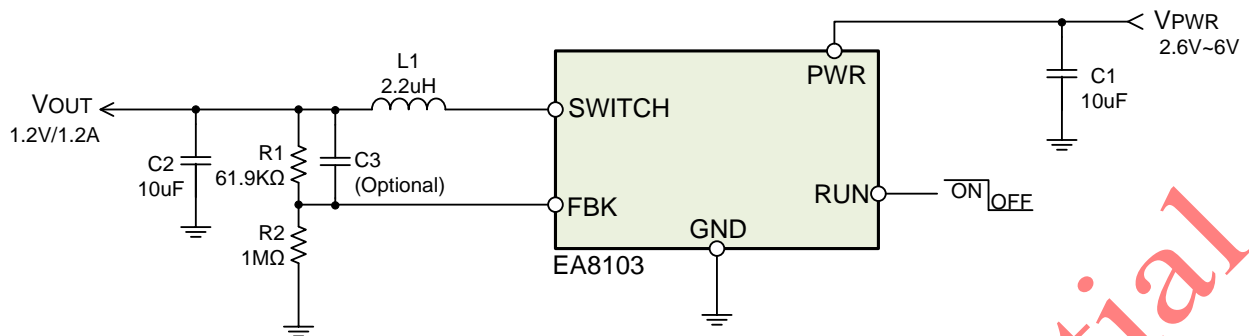 VPWR
2.6V~6V
PWR
C1
10uF
L1
2.2uH
SWITCH
VOUT
1.2V/1.2A
C2
10uF
R1
61.9KΩ
C3
(Optional)
FBK
RUN
ON
OFF
R2
1MΩ
GND
EA8103
tial